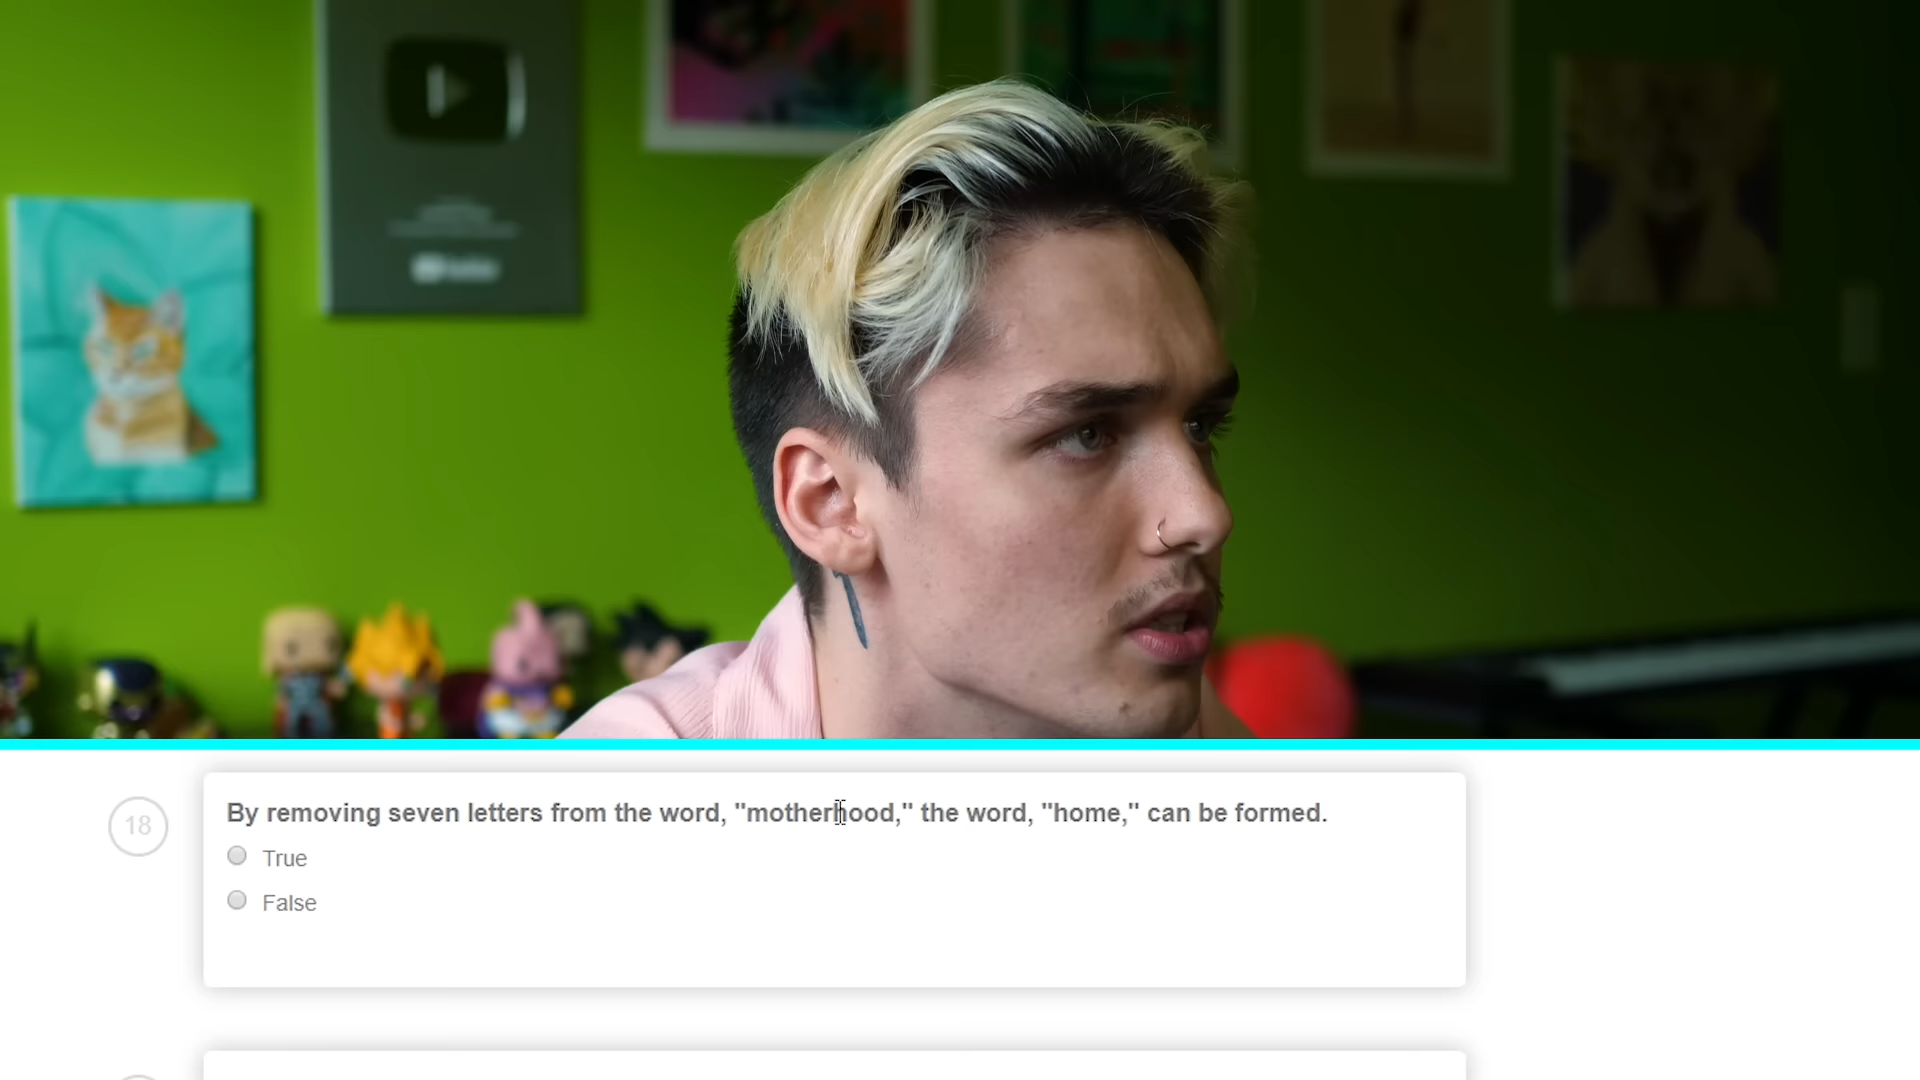 18
By removing seven letters from the word, "motherhood," the word, "home," can be formed.
True
False